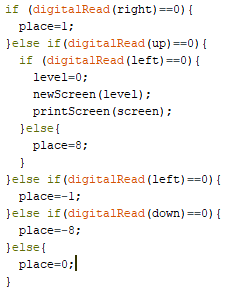 if (digitalRead(right)==0){
  place=1;
}else if(digitalRead(up)==0){
  if (digitalRead(left)==0){
    level=0;
    newScreen(level);
    printScreen(screen);
  }else{
    place=8;
  }
}else if(digitalRead(left)==0){
  place=-1;
}else if(digitalRead(down)==0){
  place=-8;
}else{
  place=0;
}